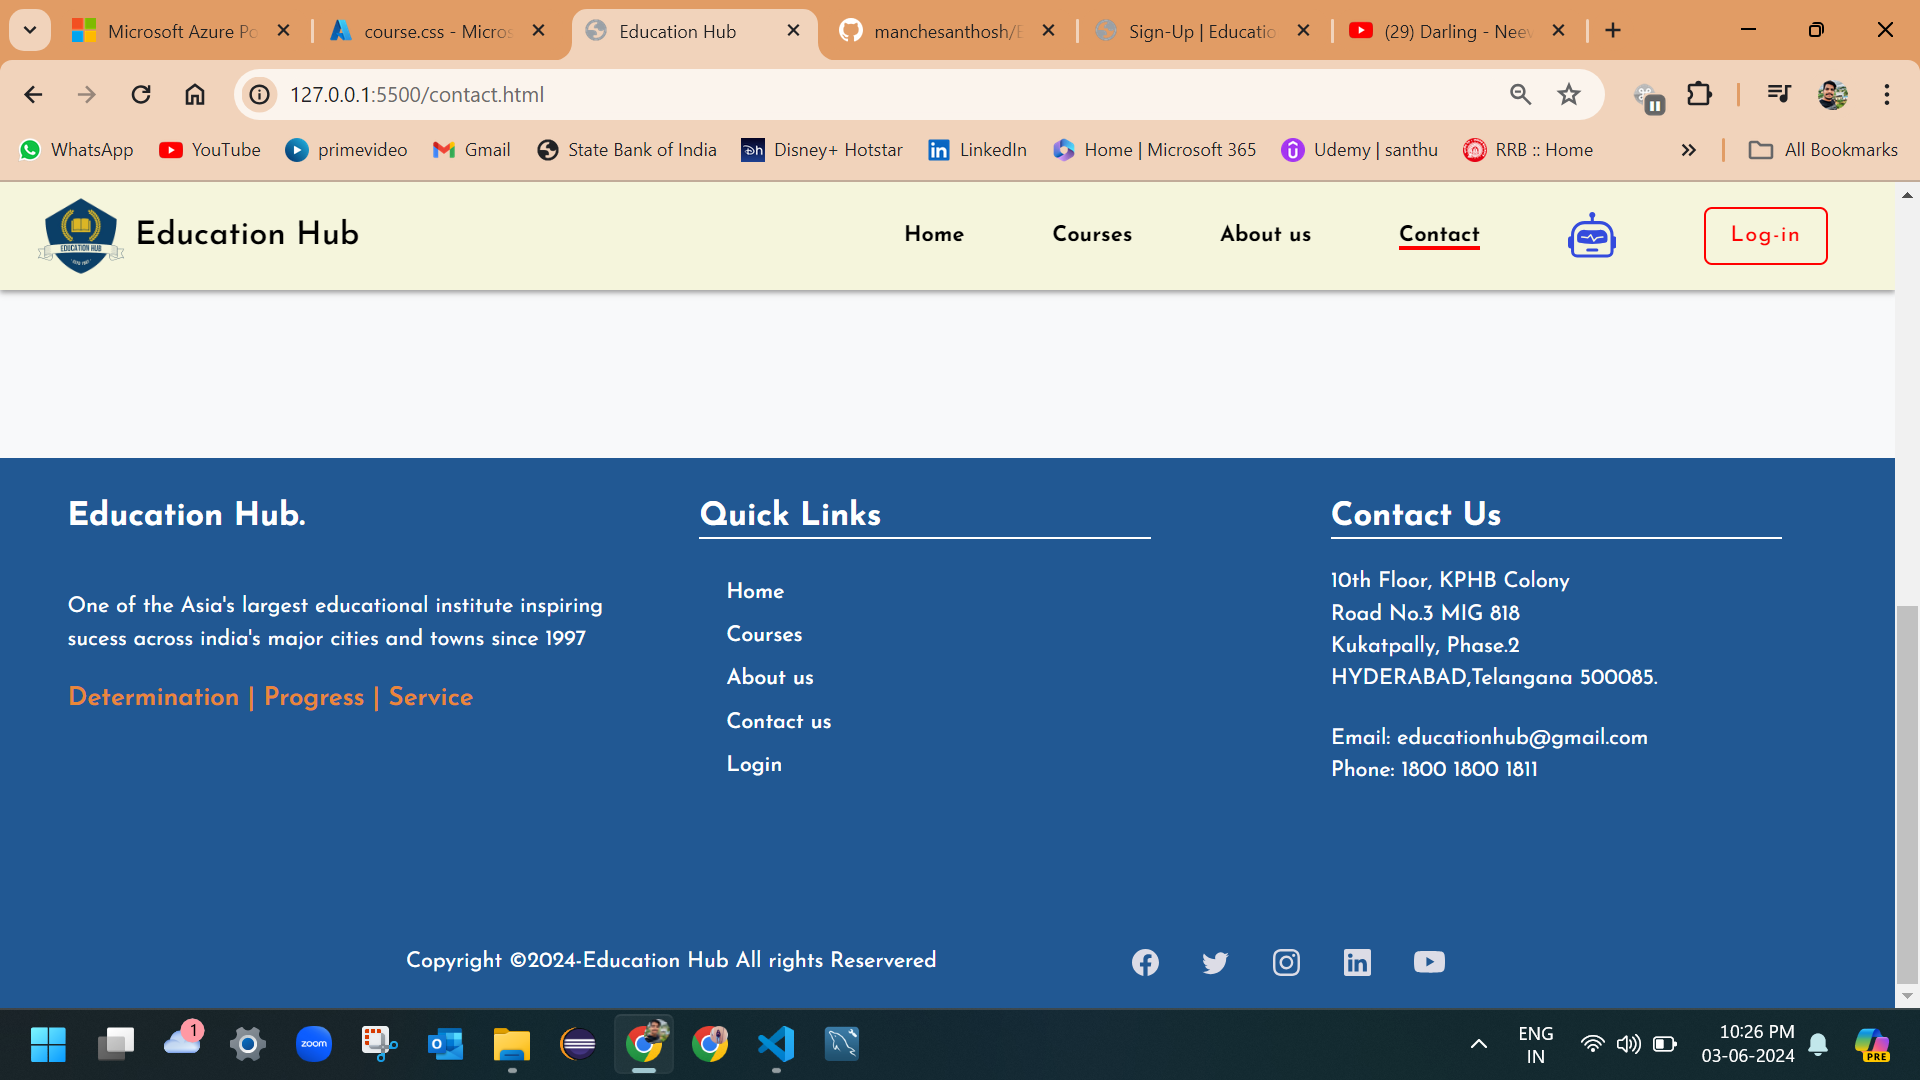 Microsoft Azure Po
course.css - Micros
Education Hub
manchesanthosh/E
Sign-Up | Educatio
(29) Darling - Neev
127.0.0.1:5500/contact.html
WhatsApp
YouTube
primevideo
Gmail
State Bank of India
Disney+ Hotstar
LinkedIn
Home | Microsoft 365
Udemy | santhu
RRB :: Home
All Bookmarks
EDUCATION HUB
Education Hub
Home
Courses
About us
Contact
Log-in
Education Hub.
One of the Asia's largest educational institute inspiring
sucess across india's major cities and towns since 1997
Determination | Progress | Service
Quick Links
Home
Courses
About us
Contact us
Login
Contact Us
10th Floor, KPHB Colony
Road No.3 MIG 818
Kukatpally, Phase.2
HYDERABAD,Telangana 500085.
Email: educationhub@gmail.com
Phone: 1800 1800 1811
Copyright ©2024-Education Hub All rights Reservered
1
zoom
ENG
IN
10:26 PM
03-06-2024
PRE